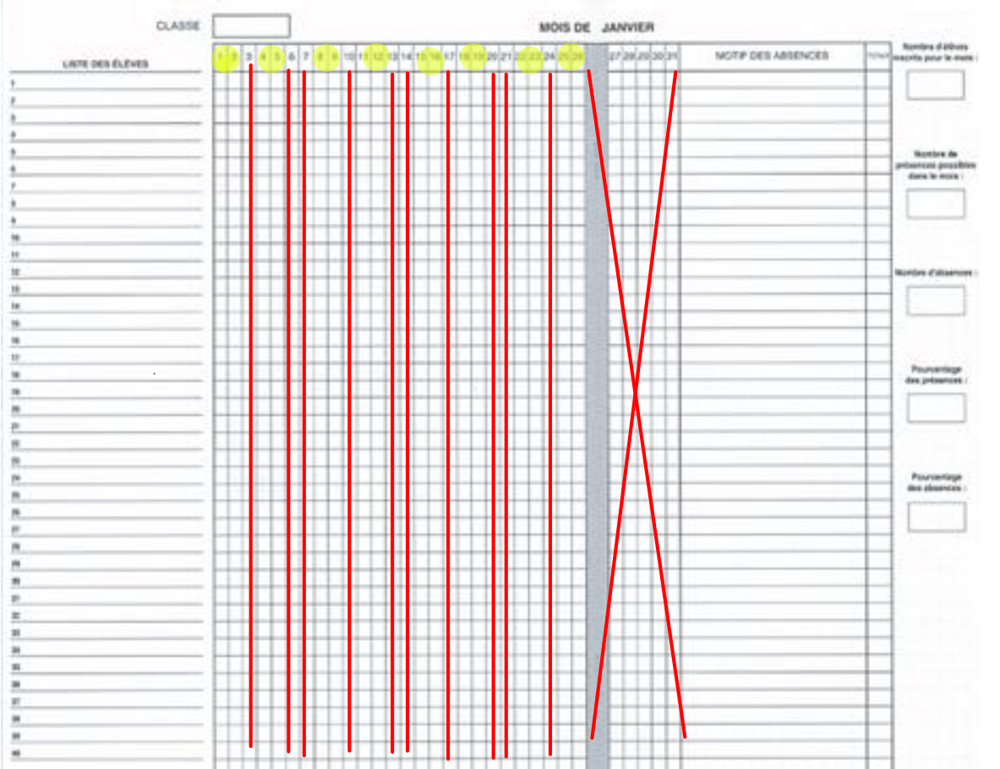 CLASSE
MOIS DE JANVIER
LISTE DES ÉLÈVES
1 2 3 4 5 6 7 8 9 10 11 12 13 14 15 16 17 18 19 20 21 22 23 24 25 26 27 28 29 30 31
MOTIF DES ABSENCES
Nombre d'élèves
inscrits pour le mois :
1
2
3
4
5
6
7
8
9
10
11
12
13
14
15
16
17
18
19
20
21
22
23
24
25
26
27
28
29
30
31
32
33
34
35
36
37
38
39
40
Nombre de
présences possibles
dans le mois :
Nombre d'absences :
Pourcentage
des présences :
Pourcentage
des absences :